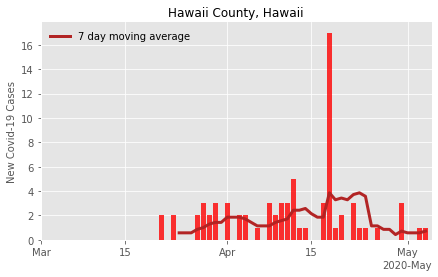 Hawaii County, Hawaii
7 day moving average
New Covid-19 Cases
16
14
12
10
8
6
4
2
0
Mar 15 Apr 15 May
2020-May